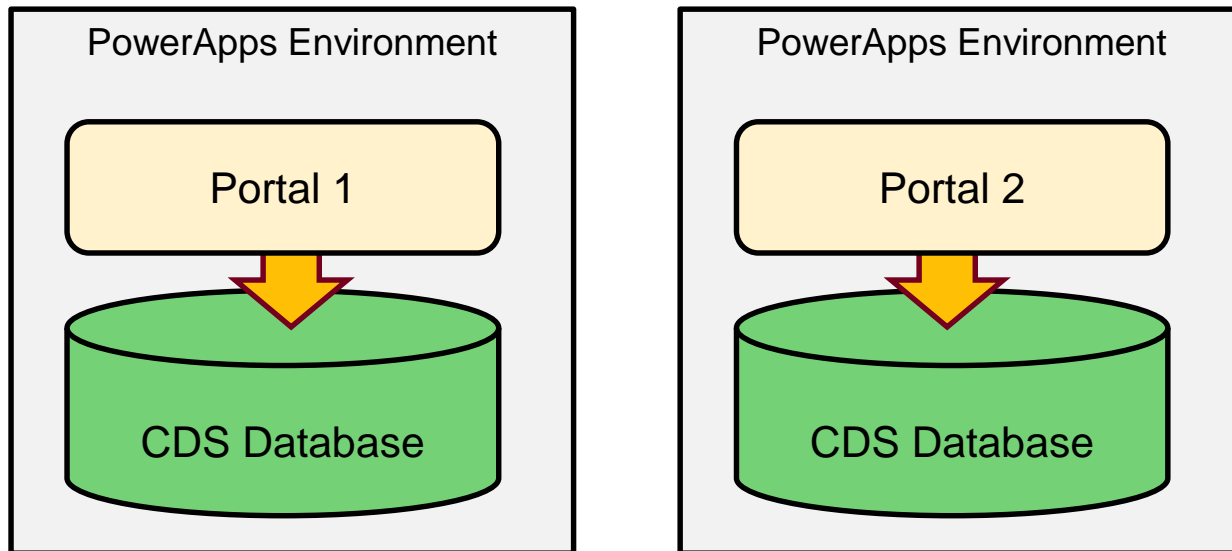 PowerApps Environment
Portal 1
CDS Database
PowerApps Environment
Portal 2
CDS Database